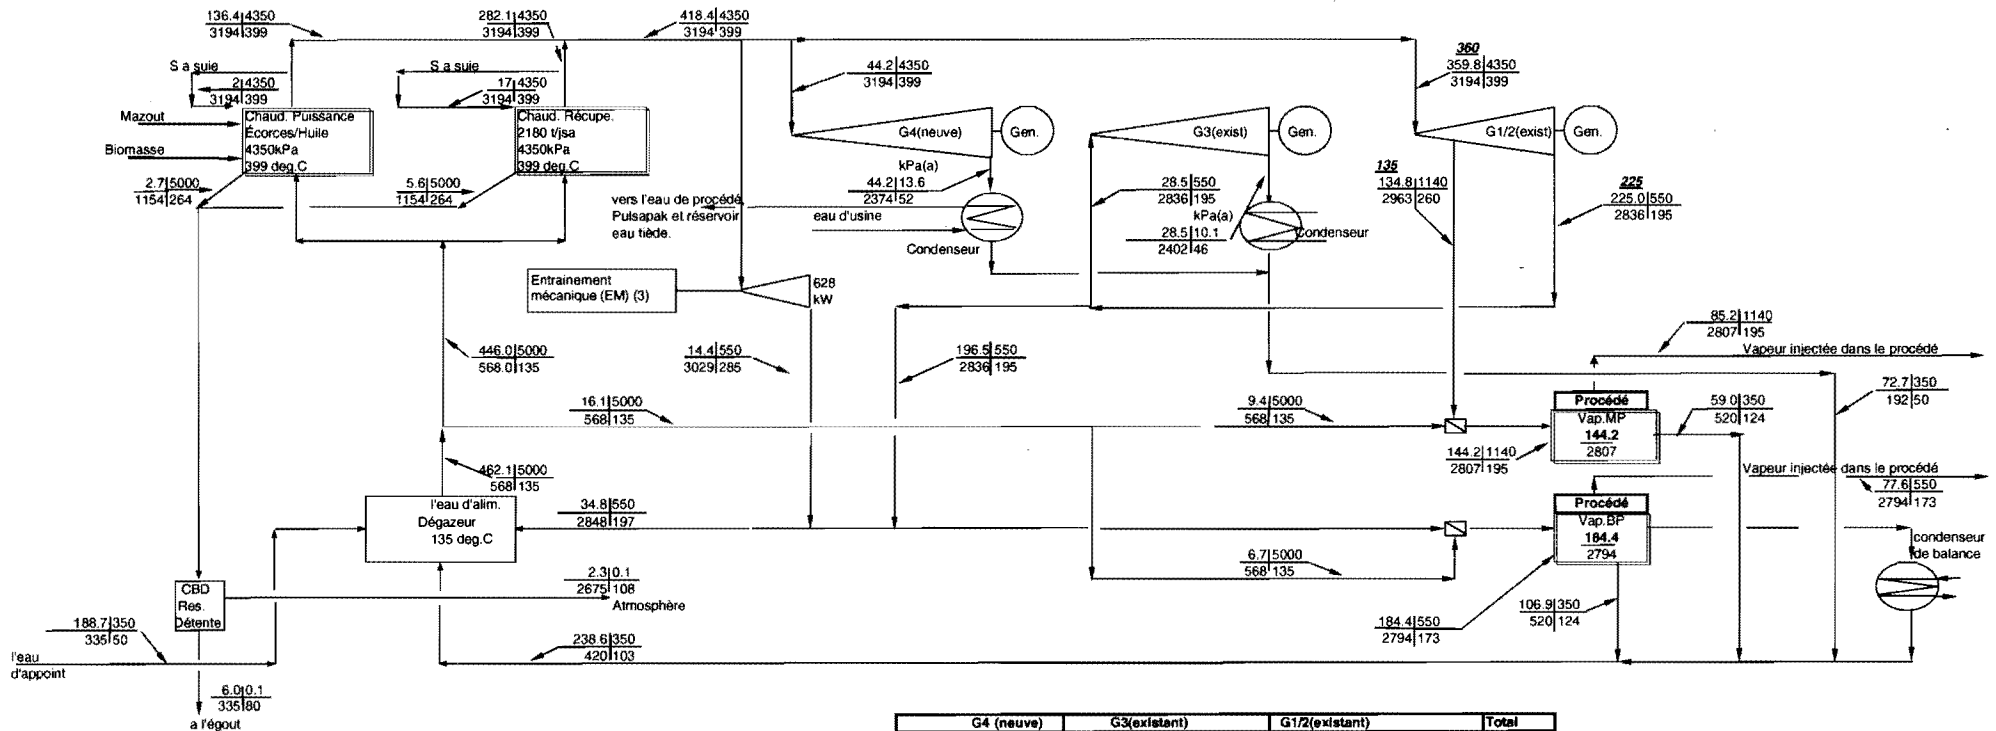 136.4|4350
3194|399
282.1|4350
3194|399
418.4|4350
3194|399
S a suie
2|4350
3194|399
S a suie
17|4350
3194|399
44.2|4350
3194|399
360
359.8|4350
3194|399
Mazout
Biomasse
Chaud. Puissance
Écorces/Huile
4350kPa
399 deg.C
Chaud. Récupe.
2180 t/jsa
4350kPa
399 deg.C
G4(neuve)
Gen.
G3(exist)
Gen.
G1/2(exist)
Gen.
2.7|5000
1154|264
5.6|5000
1154|264
kPa(a)
44.2|13.6
2374|52
vers l'eau de procédé,
Pulsapak et réservoir
eau tiède.
eau d'usine
Condenseur
28.5|550
2836|195
kPa(a)
28.5|10.1
2402|46
Condenseur
135
134.8|1140
2963|260
225
225.0|550
2836|195
Entrainement
mécanique (EM) (3)
628
kW
446.0|5000
568.0|135
14.4|550
3029|285
196.5|550
2836|195
85.2|1140
2807|195
Vapeur injectée dans le procédé
16.1|5000
568|135
9.4|5000
568|135
Procédé
Vap.MP
144.2
2807
59.0|350
520|124
72.7|350
192|50
144.2|1140
2807|195
462.1|5000
568|135
l'eau d'alim.
Dégazeur
135 deg.C
34.8|550
2848|197
Vapeur injectée dans le procédé
77.6|550
2794|173
Procédé
Vap.BP
184.4
2794
condenseur
de balance
6.7|5000
568|135
CBD
Res.
Détente
2.3|0.1
2675|108
Atmosphère
188.7|350
335|50
l'eau
d'appoint
238.6|350
420|103
184.4|550
2794|173
106.9|350
520|124
6.0|0.1
335|80
a l'égout
G4 (neuve)
G3(existant)
G1/2(existant)
Total